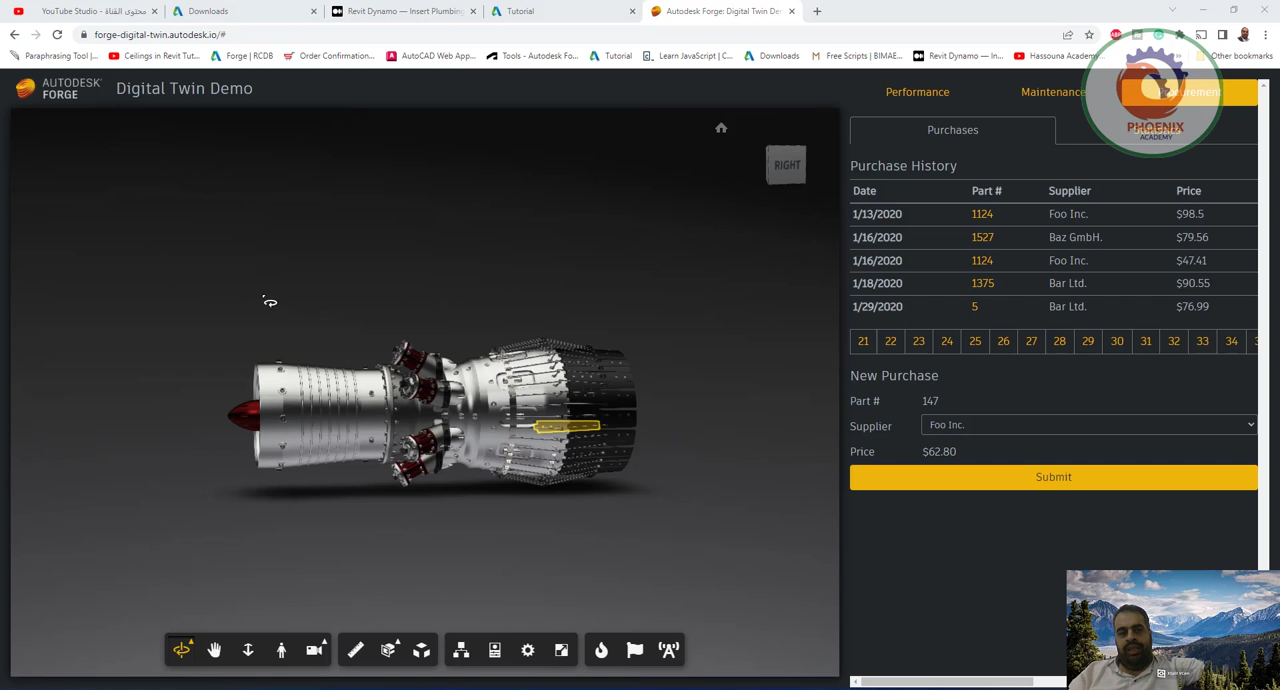 YouTube Studio - محتوى القناة
Downloads
Revit Dynamo — Insert Plumbing
Tutorial
Autodesk Forge: Digital Twin De
forge-digital-twin.autodesk.io/#
Paraphrasing Tool |...
Ceilings in Revit Tut...
Forge | RCDB
Order Confirmation...
AutoCAD Web App...
Tools - Autodesk Fo...
Tutorial
Learn JavaScript | C...
Downloads
Free Scripts | BIMAE...
Revit Dynamo — In...
Hassouna Academy...
Other bookmarks
AUTODESK FORGE
Digital Twin Demo
Performance
Maintenance
Procurement
PHOENIX
ACADEMY
Purchases
RIGHT
Purchase History
Date Part # Supplier Price
1/13/2020 1124 Foo Inc. $98.5
1/16/2020 1527 Baz GmbH. $79.56
1/16/2020 1124 Foo Inc. $47.41
1/18/2020 1375 Bar Ltd. $90.55
1/29/2020 5 Bar Ltd. $76.99
21 22 23 24 25 26 27 28 29 30 31 32 33 34
New Purchase
Part # 147
Supplier Foo Inc.
Price $62.80
Submit